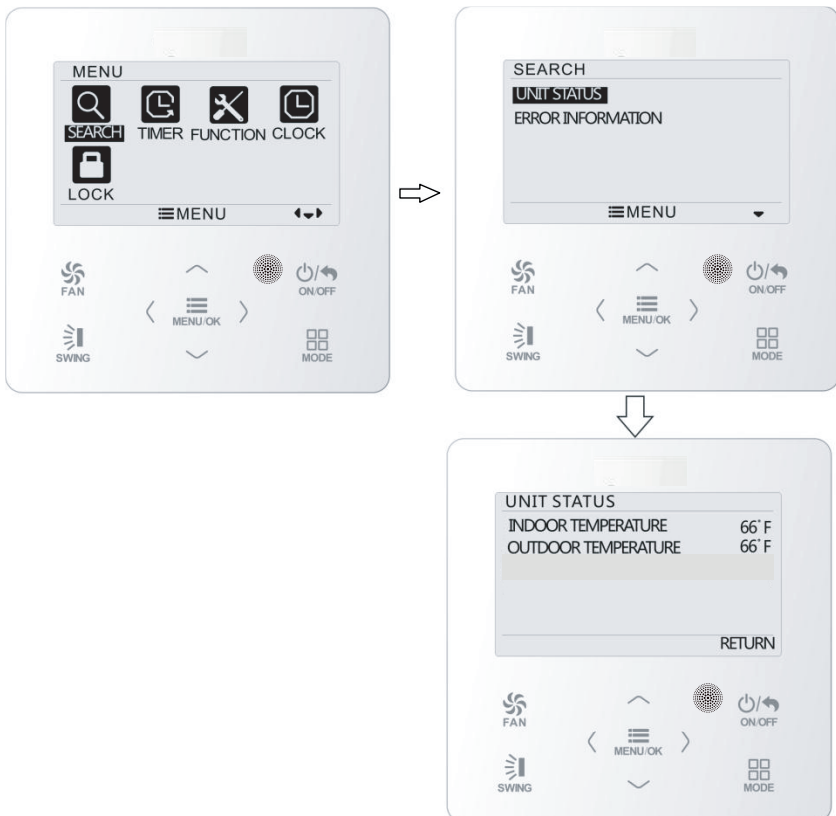 MENU
SEARCH TIMER FUNCTION CLOCK
LOCK
MENU
FAN
ON/OFF
MENU/OK
SWING
MODE
SEARCH
UNIT STATUS
ERROR INFORMATION
MENU
FAN
ON/OFF
MENU/OK
SWING
MODE
UNIT STATUS
INDOOR TEMPERATURE 66°F
OUTDOOR TEMPERATURE 66°F
RETURN
FAN
ON/OFF
MENU/OK
SWING
MODE